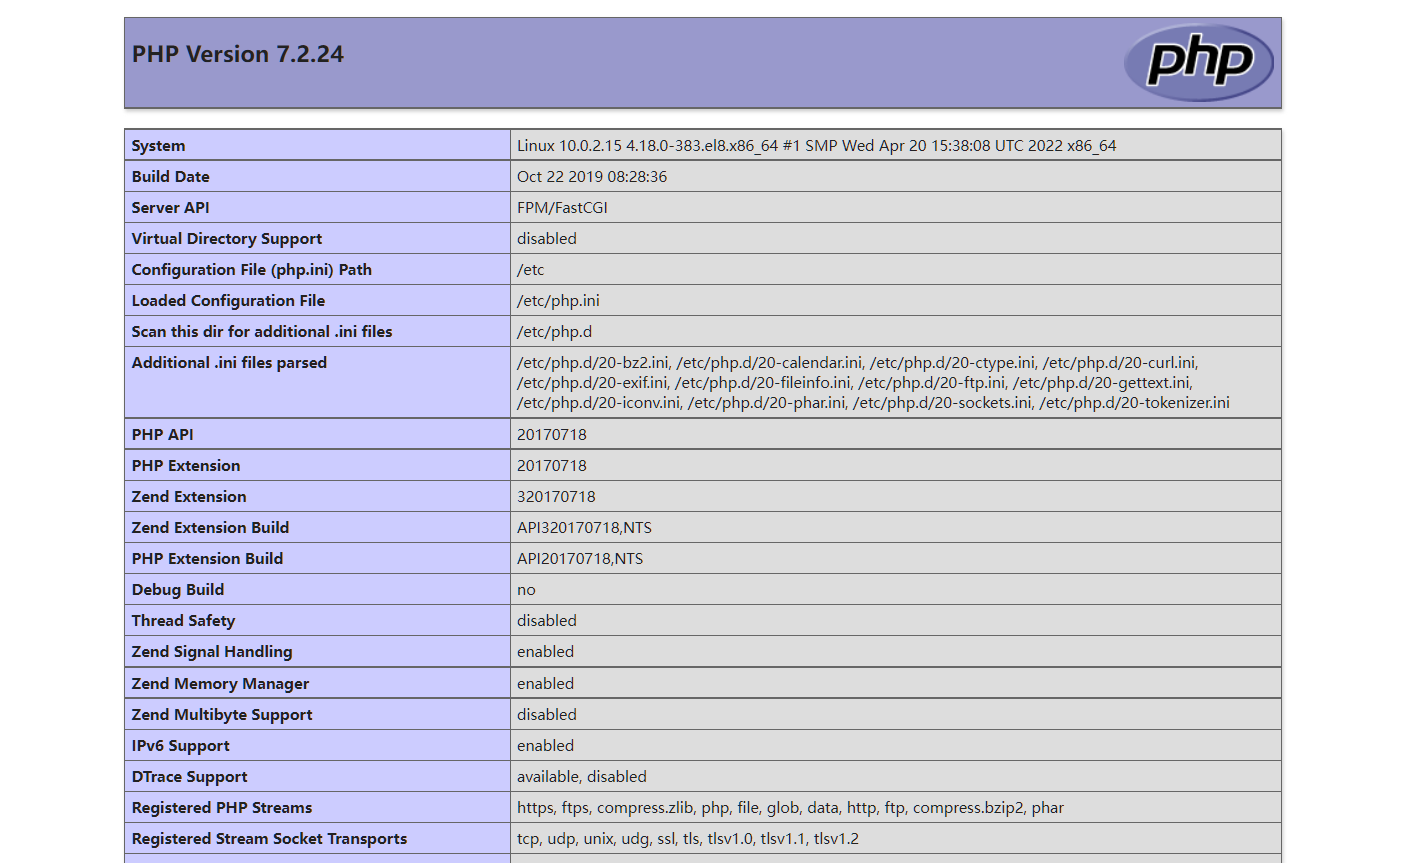 PHP Version 7.2.24
php
System Linux 10.0.2.15 4.18.0-383.el8.x86_64 #1 SMP Wed Apr 20 15:38:08 UTC 2022 x86_64
Build Date Oct 22 2019 08:28:36
Server API FPM/FastCGI
Virtual Directory Support disabled
Configuration File (php.ini) Path /etc
Loaded Configuration File /etc/php.ini
Scan this dir for additional .ini files /etc/php.d
Additional .ini files parsed /etc/php.d/20-bz2.ini, /etc/php.d/20-calendar.ini, /etc/php.d/20-ctype.ini, /etc/php.d/20-curl.ini,
/etc/php.d/20-exif.ini, /etc/php.d/20-fileinfo.ini, /etc/php.d/20-ftp.ini, /etc/php.d/20-gettext.ini,
/etc/php.d/20-iconv.ini, /etc/php.d/20-phar.ini, /etc/php.d/20-sockets.ini, /etc/php.d/20-tokenizer.ini
PHP API 20170718
PHP Extension 20170718
Zend Extension 320170718
Zend Extension Build API320170718,NTS
PHP Extension Build API20170718,NTS
Debug Build no
Thread Safety disabled
Zend Signal Handling enabled
Zend Memory Manager enabled
Zend Multibyte Support disabled
IPv6 Support enabled
DTrace Support available, disabled
Registered PHP Streams https, ftps, compress.zlib, php, file, glob, data, http, ftp, compress.bzip2, phar
Registered Stream Socket Transports tcp, udp, unix, udg, ssl, tls, tlsv1.0, tlsv1.1, tlsv1.2